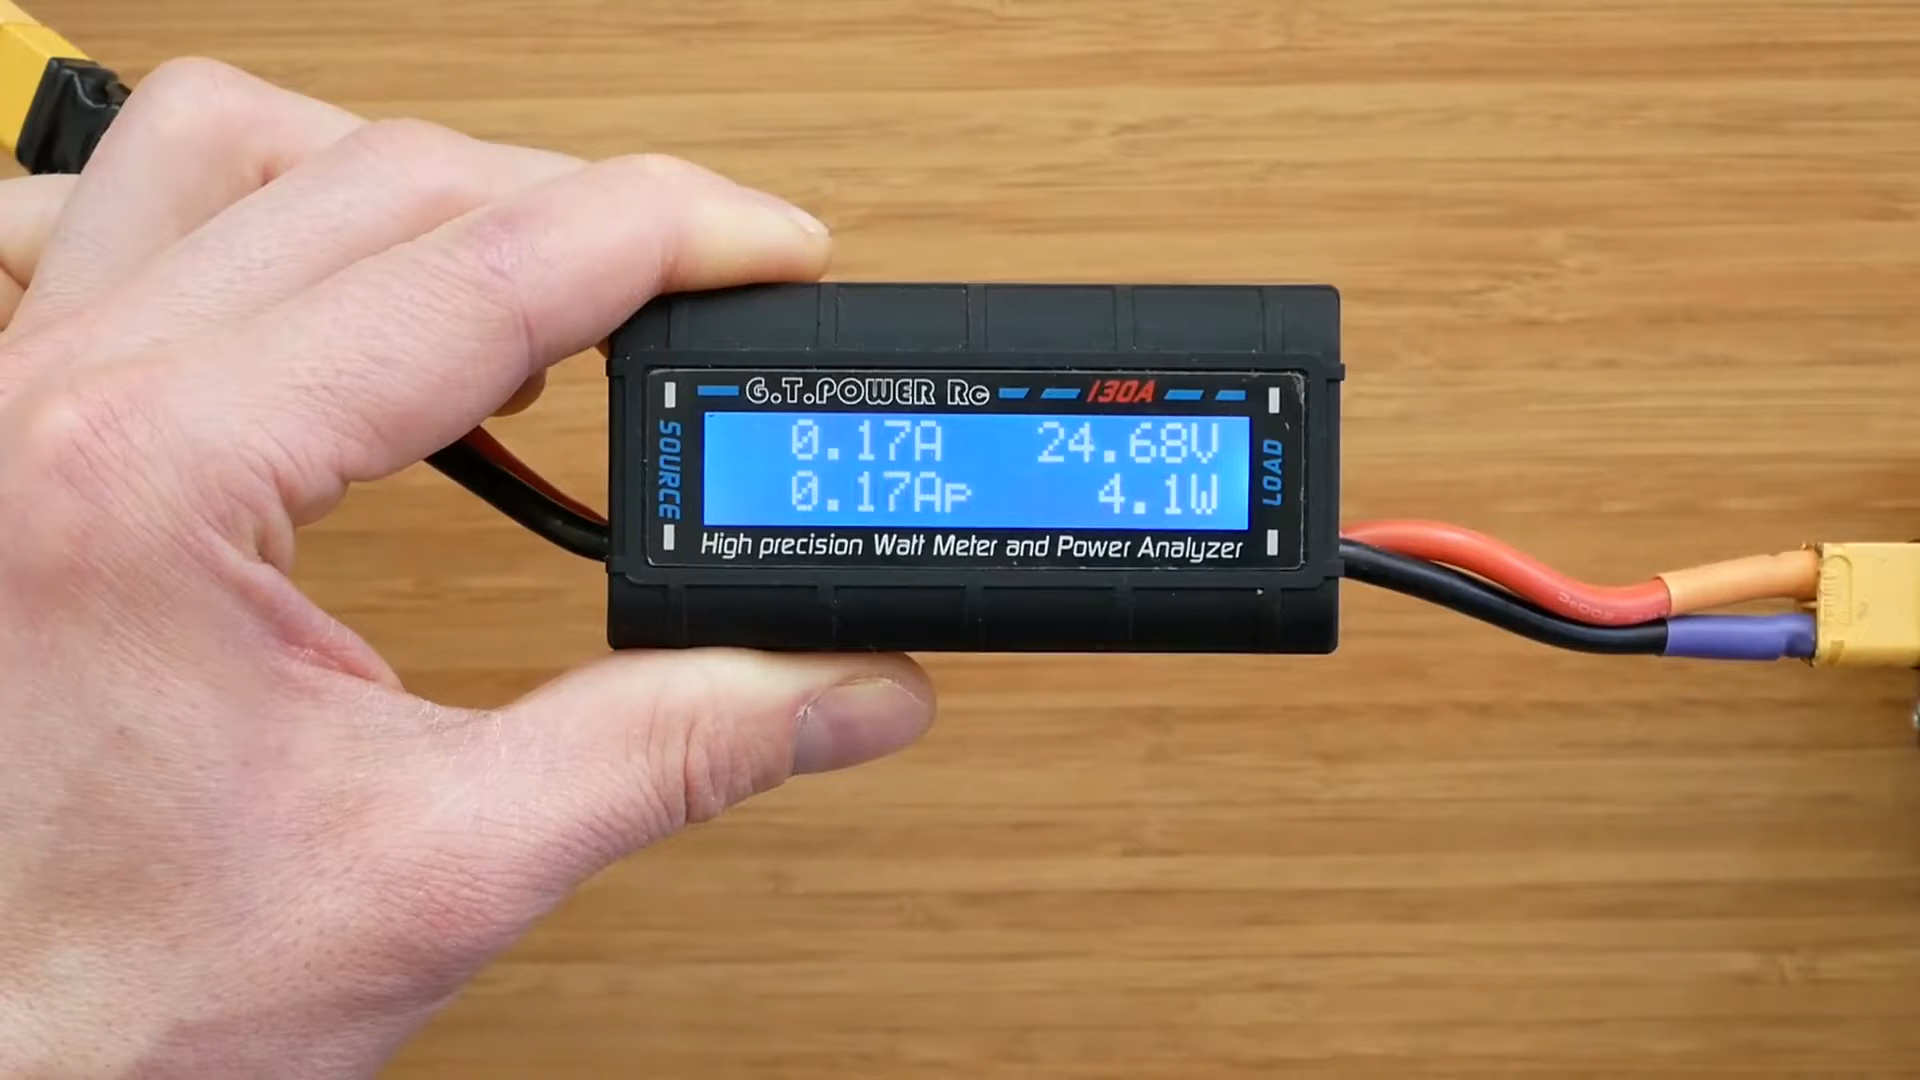 G.T.POWER Rc 130A
SOURCE
0.17A 24.68V
0.17Ap 4.1W
LOAD
High precision Watt Meter and Power Analyzer